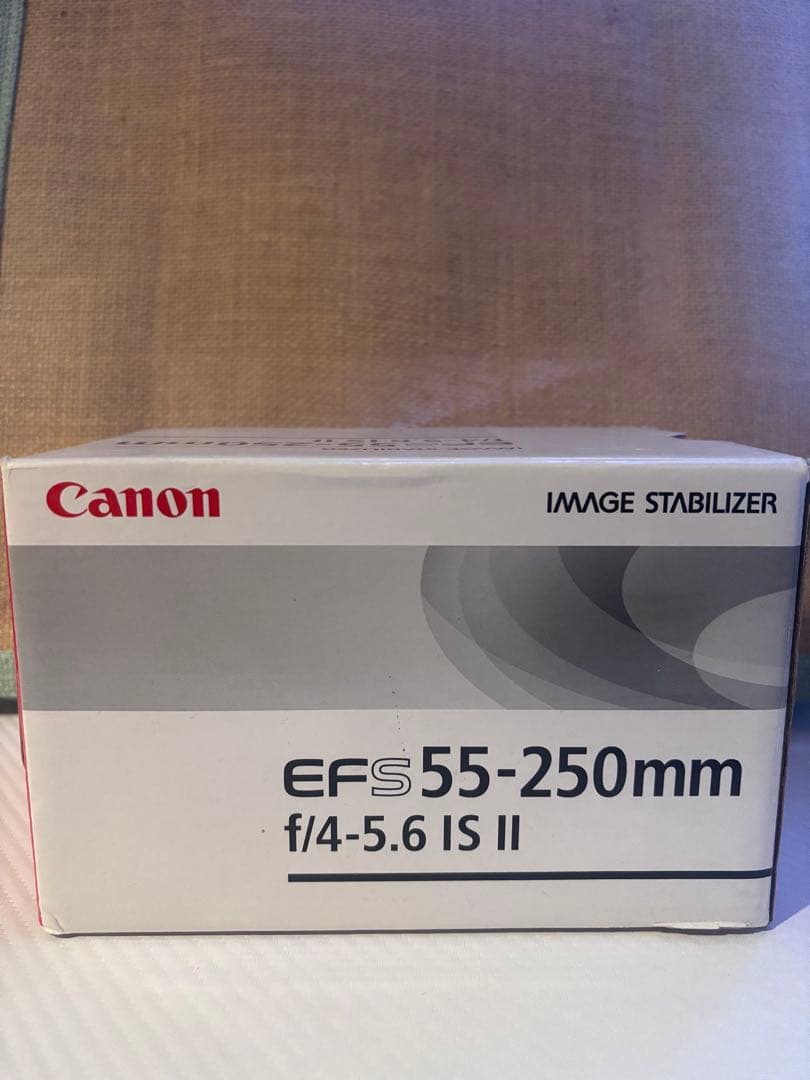 Canon
IMAGE STABILIZER
EFS 55-250mm
f/4-5.6 IS II